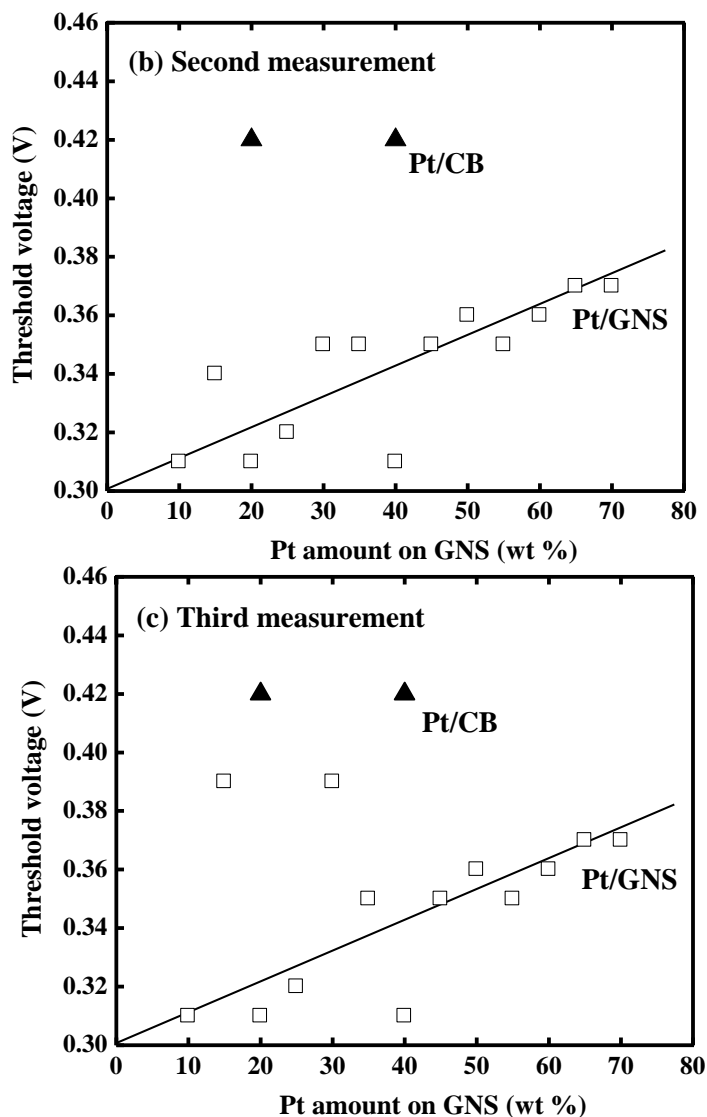 0.46
(b) Second measurement
0.44
0.42
Pt/CB
0.40
Threshold voltage (V)
0.38
0.36
Pt/GNS
0.34
0.32
0.30
0 10 20 30 40 50 60 70 80
Pt amount on GNS (wt %)
0.46
(c) Third measurement
0.44
0.42
Pt/CB
0.40
Threshold voltage (V)
0.38
0.36
Pt/GNS
0.34
0.32
0.30
0 10 20 30 40 50 60 70 80
Pt amount on GNS (wt %)